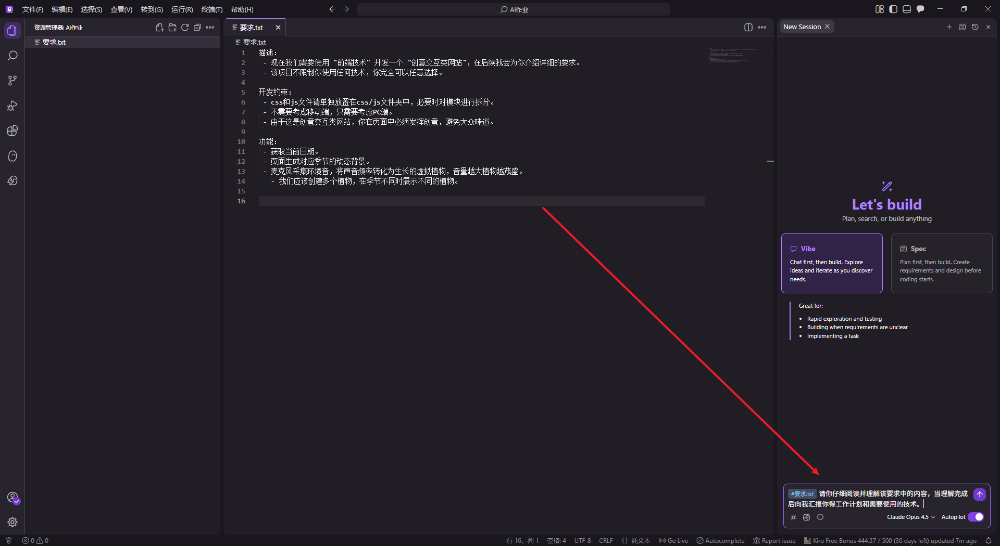 文件(F) 编辑(E) 选择(S) 查看(V) 转到(G) 运行(R) 终端(T) 帮助(H) AI作业
资源管理器: AI作业
要求.txt
要求.txt
要求.txt
1 描述：
2 - 现在我们需要使用 "前端技术" 开发一个 "创意交互类网站"，在后续我会为你介绍详细的要求。
3 - 该项目不限制你使用任何技术，你完全可以任意选择。
4
5 开发约束：
6 - css和js文件请单独放置在css/js文件夹中，必要时对模块进行拆分。
7 - 不需要考虑移动端，只需要考虑PC端。
8 - 由于这是创意交互类网站，你在页面中必须发挥创意，避免大众味道。
9
10 功能：
11 - 获取当前日期。
12 - 页面生成对应季节的动态背景。
13 - 麦克风采集环境音，将声音频率转化为生长的虚拟植物，音量越大植物越茂盛。
14 - 我们应该创建多个植物，在季节不同时展示不同的植物。
15
16
New Session
Let's build
Plan, search, or build anything
Vibe
Chat first, then build. Explore
ideas and iterate as you discover
needs.
Spec
Plan first, then build. Create
requirements and design before
coding starts.
Great for:
• Rapid exploration and testing
• Building when requirements are unclear
• Implementing a task
#要求.txt 请你仔细阅读并理解该要求中的内容，当理解完成
后向我汇报你得工作计划和需要使用的技术。
Claude Opus 4.5 Autopilot
0 0 行 16，列 1 空格: 4 UTF-8 CRLF {} 纯文本 Go Live Autocomplete Report issue Kiro Free Bonus 444.27 / 500 (30 days left) updated 7m ago